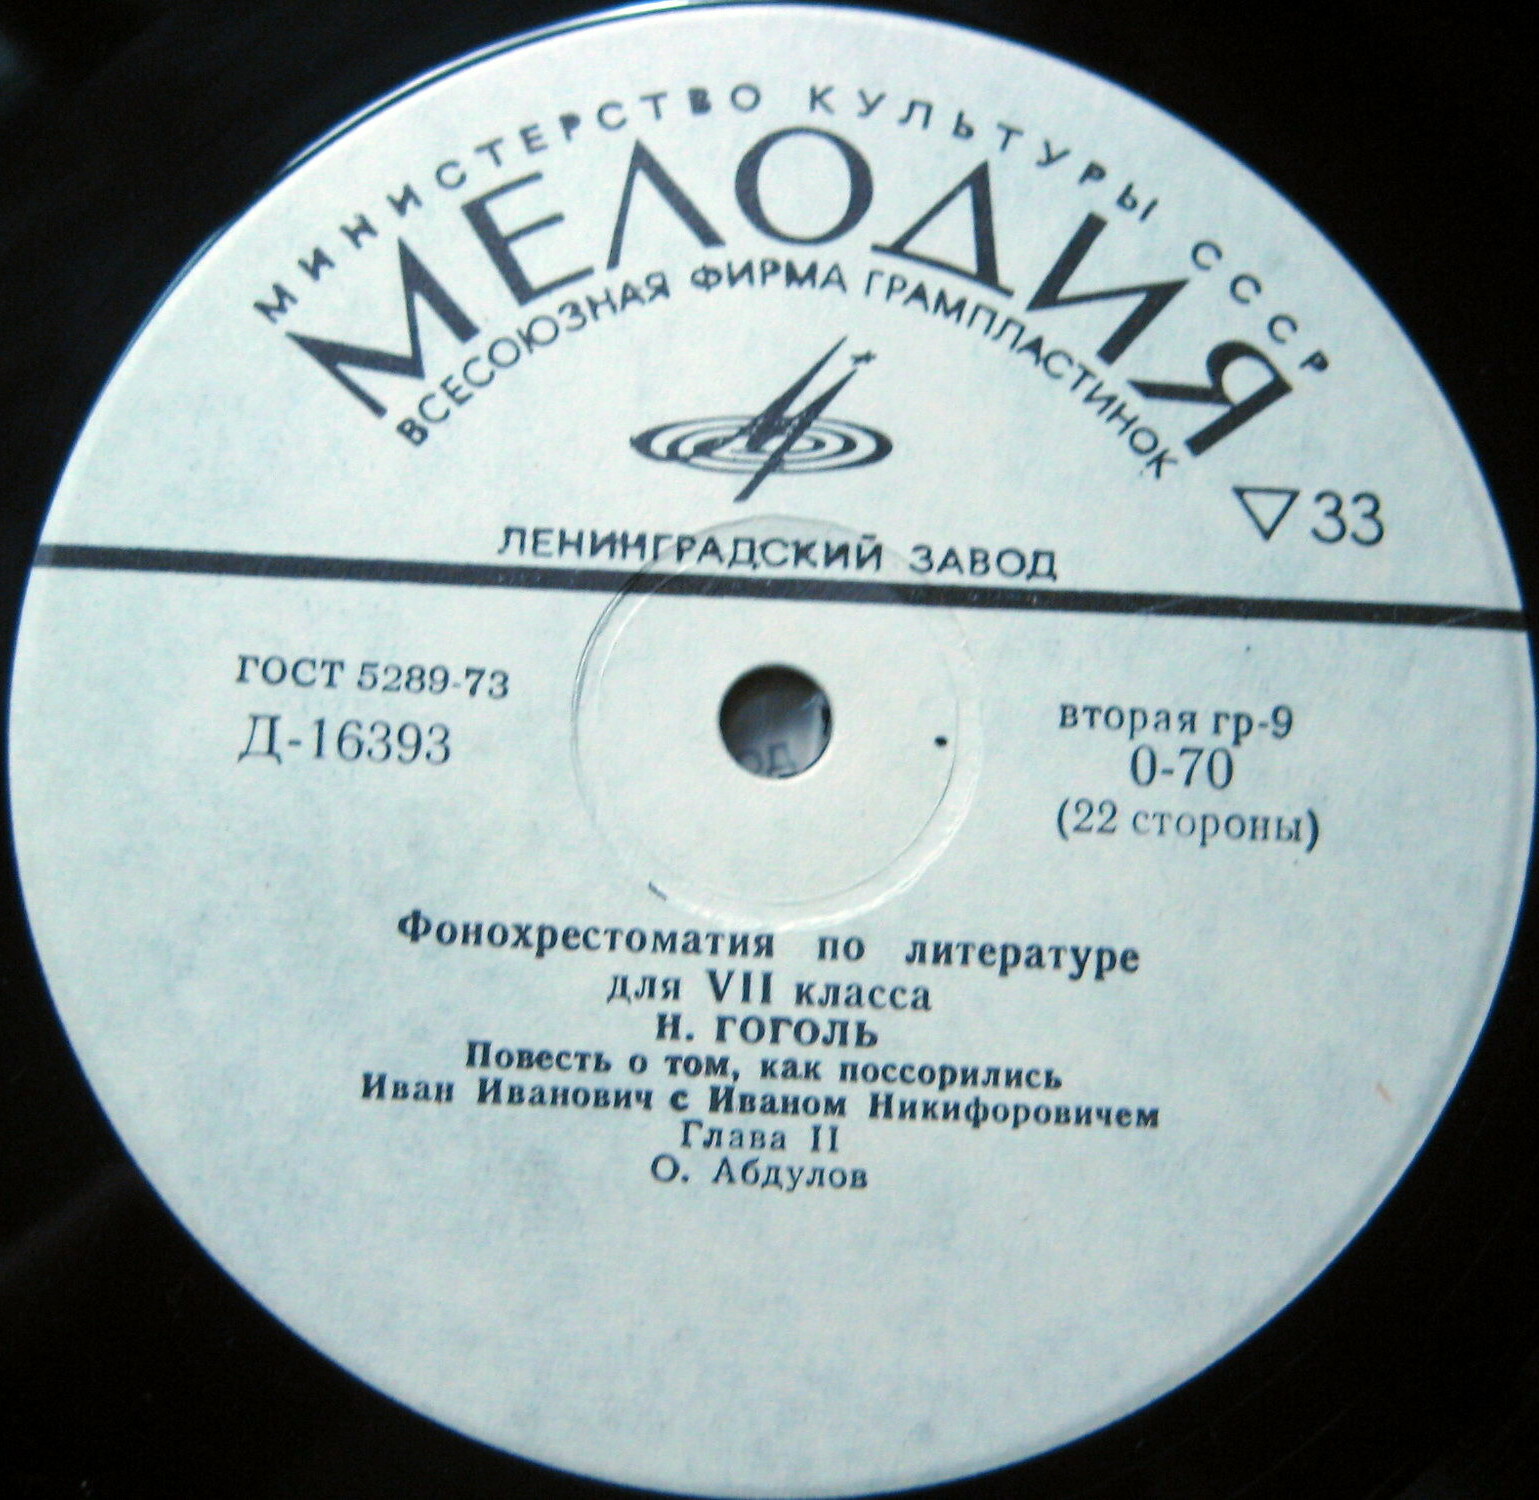 МИНИСТЕРСТВО КУЛЬТУРЫ СССР
МЕЛОДИЯ
ВСЕСОЮЗНАЯ ФИРМА ГРАМПЛАСТИНОК
▽33
ЛЕНИНГРАДСКИЙ ЗАВОД
ГОСТ 5289-73
Д-16393
вторая гр-9
0-70
(22 стороны)
Фонохрестоматия по литературе
для VII класса
Н. ГОГОЛЬ
Повесть о том, как поссорились
Иван Иванович с Иваном Никифоровичем
Глава II
О. Абдулов